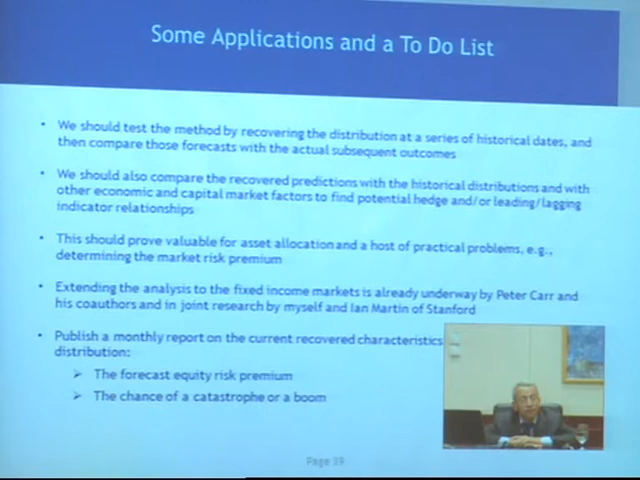 Some Applications and a To Do List
• We should test the method by recovering the distribution at a series of historical dates, and
then compare those forecasts with the actual subsequent outcomes
• We should also compare the recovered predictions with the historical distributions and with
other economic and capital market factors to find potential hedge and/or leading/lagging
indicator relationships
• This should prove valuable for asset allocation and a host of practical problems, e.g.,
determining the market risk premium
• Extending the analysis to the fixed income markets is already underway by Peter Carr and
his coauthors and in joint research by myself and Ian Martin of Stanford
• Publish a monthly report on the current recovered characteristics
distribution:
➢ The forecast equity risk premium
➢ The chance of a catastrophe or a boom
Page 39